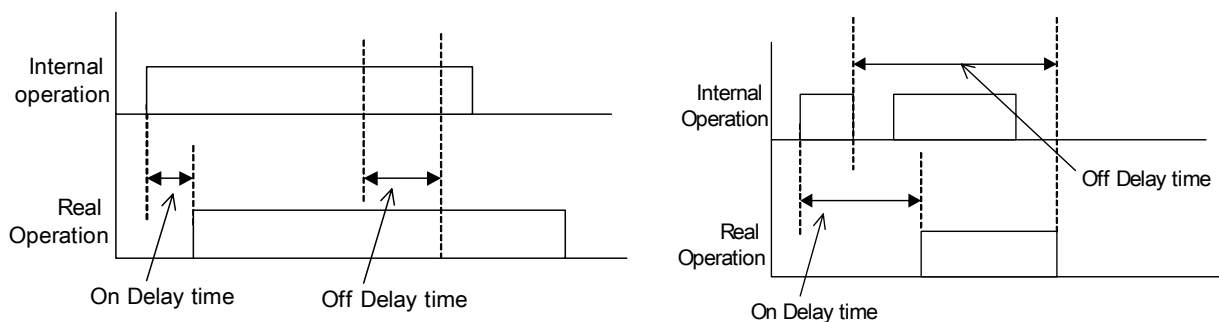 Internal
operation
Real
Operation
On Delay time
Off Delay time
Internal
Operation
Off Delay time
Real
Operation
On Delay time